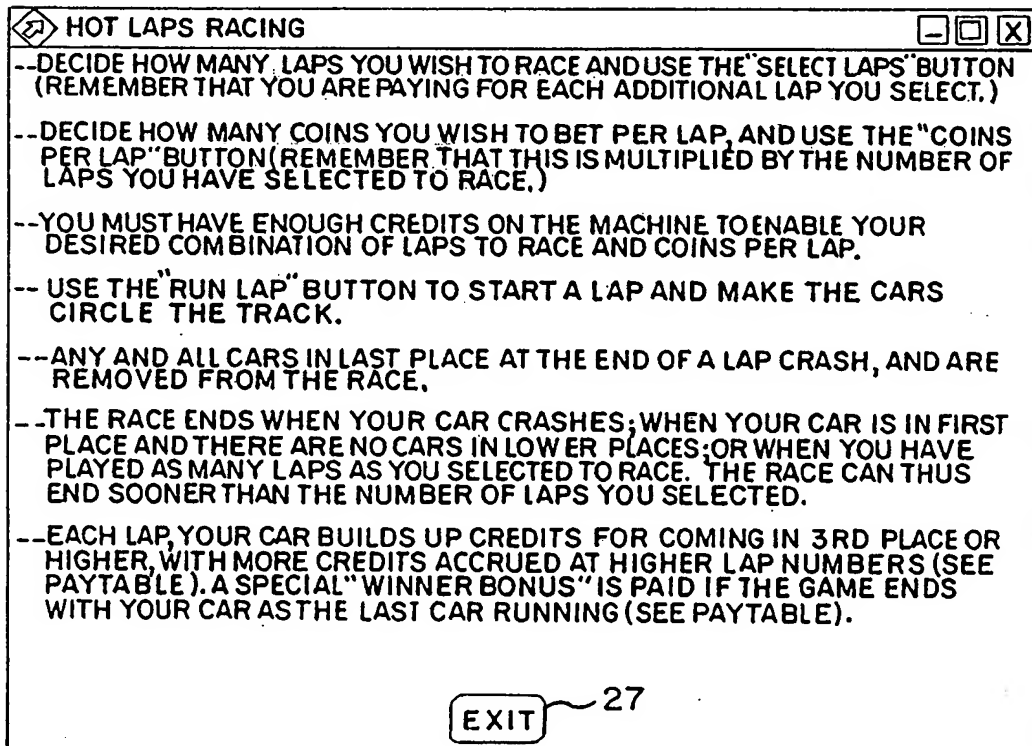 HOT LAPS RACING
--DECIDE HOW MANY LAPS YOU WISH TO RACE AND USE THE "SELECT LAPS" BUTTON
(REMEMBER THAT YOU ARE PAYING FOR EACH ADDITIONAL LAP YOU SELECT.)
--DECIDE HOW MANY COINS YOU WISH TO BET PER LAP, AND USE THE "COINS
PER LAP" BUTTON (REMEMBER THAT THIS IS MULTIPLIED BY THE NUMBER OF
LAPS YOU HAVE SELECTED TO RACE.)
--YOU MUST HAVE ENOUGH CREDITS ON THE MACHINE TO ENABLE YOUR
DESIRED COMBINATION OF LAPS TO RACE AND COINS PER LAP.
-- USE THE "RUN LAP" BUTTON TO START A LAP AND MAKE THE CARS
CIRCLE THE TRACK.
--ANY AND ALL CARS IN LAST PLACE AT THE END OF A LAP CRASH, AND ARE
REMOVED FROM THE RACE.
--THE RACE ENDS WHEN YOUR CAR CRASHES; WHEN YOUR CAR IS IN FIRST
PLACE AND THERE ARE NO CARS IN LOWER PLACES; OR WHEN YOU HAVE
PLAYED AS MANY LAPS AS YOU SELECTED TO RACE. THE RACE CAN THUS
END SOONER THAN THE NUMBER OF LAPS YOU SELECTED.
--EACH LAP, YOUR CAR BUILDS UP CREDITS FOR COMING IN 3RD PLACE OR
HIGHER, WITH MORE CREDITS ACCRUED AT HIGHER LAP NUMBERS (SEE
PAYTABLE). A SPECIAL "WINNER BONUS" IS PAID IF THE GAME ENDS
WITH YOUR CAR AS THE LAST CAR RUNNING (SEE PAYTABLE).
EXIT 27